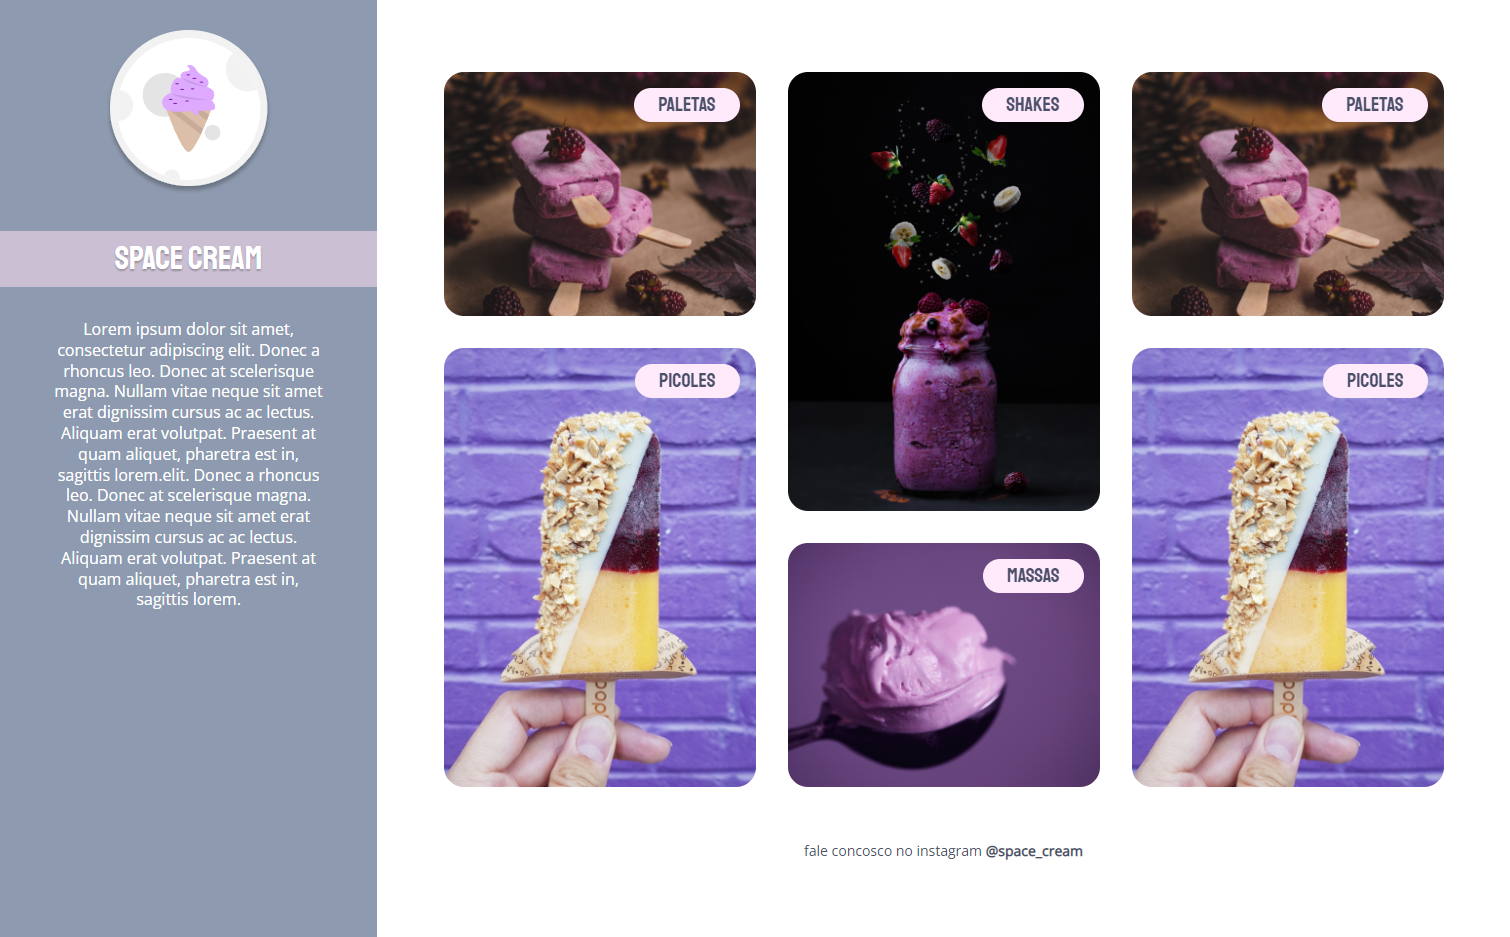 SPACE CREAM
Lorem ipsum dolor sit amet,
consectetur adipiscing elit. Donec a
rhoncus leo. Donec at scelerisque
magna. Nullam vitae neque sit amet
erat dignissim cursus ac ac lectus.
Aliquam erat volutpat. Praesent at
quam aliquet, pharetra est in,
sagittis lorem.elit. Donec a rhoncus
leo. Donec at scelerisque magna.
Nullam vitae neque sit amet erat
dignissim cursus ac ac lectus.
Aliquam erat volutpat. Praesent at
quam aliquet, pharetra est in,
sagittis lorem.
PALETAS
SHAKES
PALETAS
PICOLES
PICOLES
MASSAS
fale concosco no instagram @space_cream